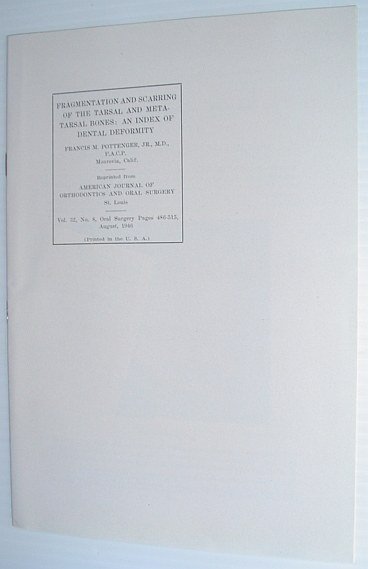 FRAGMENTATION AND SCARRING
OF THE TARSAL AND META-
TARSAL BONES: AN INDEX OF
DENTAL DEFORMITY
FRANCIS M. POTTENGER, JR., M.D.,
F.A.C.P.
Monrovia, Calif.
Reprinted from
AMERICAN JOURNAL OF
ORTHODONTICS AND ORAL SURGERY
St. Louis
Vol. 32, No. 8, Oral Surgery Pages 486-515,
August, 1946
(Printed in the U. S. A.)